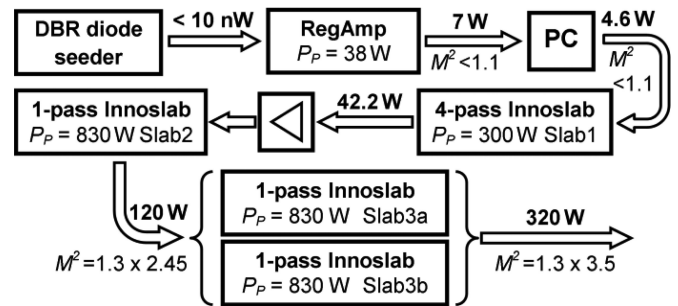 DBR diode
seeder
< 10 nW
RegAmp
P_P = 38 W
7 W
M² <1.1
PC
4.6 W
M²
<1.1
1-pass Innoslab
P_P = 830 W Slab2
42.2 W
4-pass Innoslab
P_P = 300 W Slab1
120 W
M² =1.3 x 2.45
1-pass Innoslab
P_P = 830 W Slab3a
1-pass Innoslab
P_P = 830 W Slab3b
320 W
M² =1.3 x 3.5